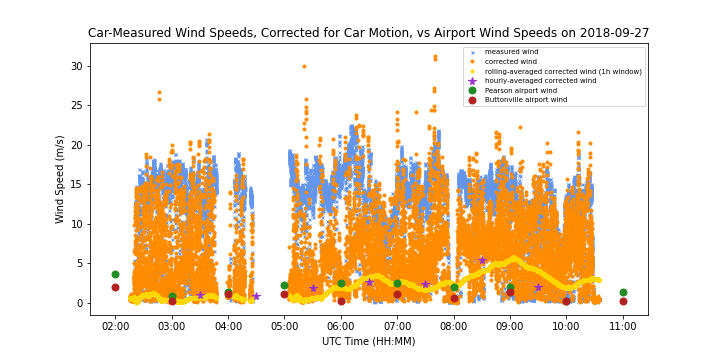 Car-Measured Wind Speeds, Corrected for Car Motion, vs Airport Wind Speeds on 2018-09-27
measured wind
corrected wind
rolling-averaged corrected wind (1h window)
hourly-averaged corrected wind
Pearson airport wind
Buttonville airport wind
Wind Speed (m/s)
30
25
20
15
10
5
0
02:00 03:00 04:00 05:00 06:00 07:00 08:00 09:00 10:00 11:00
UTC Time (HH:MM)